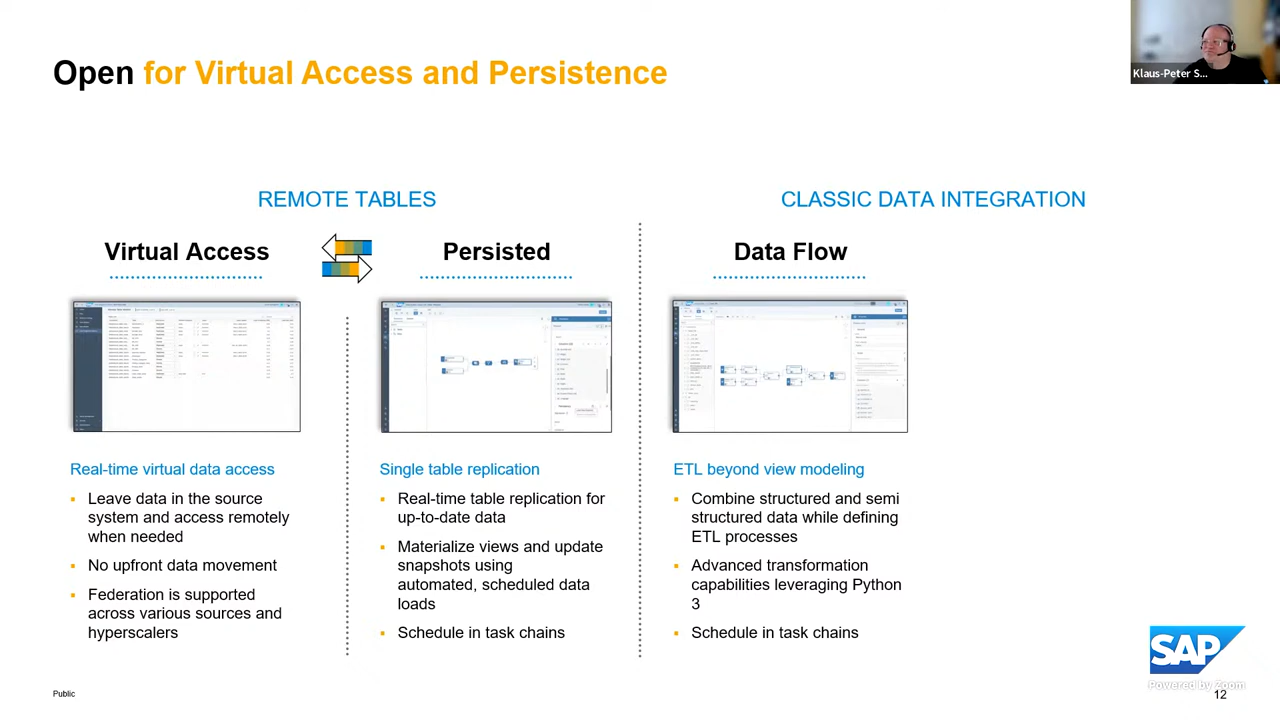 Open for Virtual Access and Persistence
Klaus-Peter S...
REMOTE TABLES
CLASSIC DATA INTEGRATION
Virtual Access
Persisted
Data Flow
Real-time virtual data access
▪ Leave data in the source
system and access remotely
when needed
▪ No upfront data movement
▪ Federation is supported
across various sources and
hyperscalers
Single table replication
▪ Real-time table replication for
up-to-date data
▪ Materialize views and update
snapshots using
automated, scheduled data
loads
▪ Schedule in task chains
ETL beyond view modeling
▪ Combine structured and semi
structured data while defining
ETL processes
▪ Advanced transformation
capabilities leveraging Python
3
▪ Schedule in task chains
SAP
Powered by Zoom
Public
12